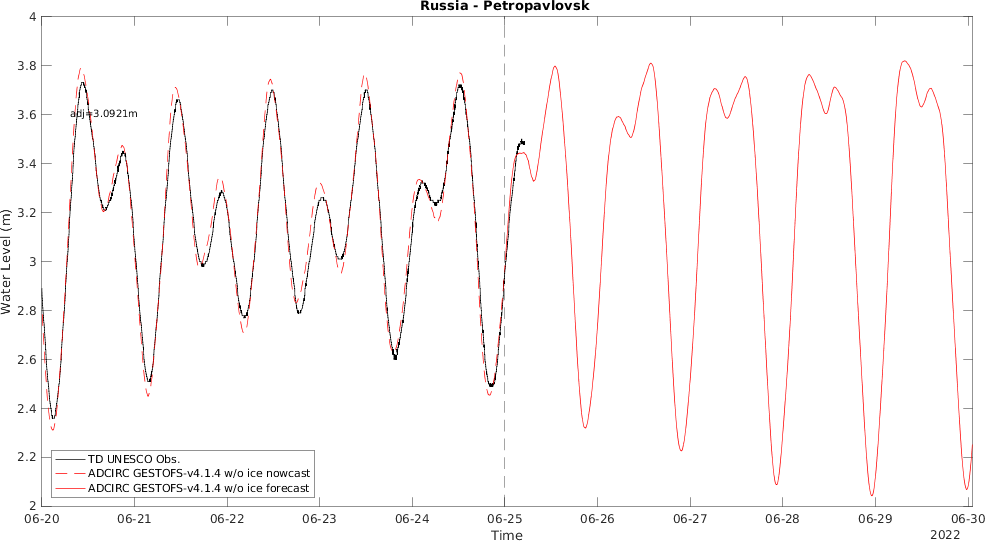 Russia - Petropavlovsk
4
3.8
3.6
3.4
3.2
3
2.8
2.6
2.4
2.2
2
Water Level (m)
adj=3.0921m
TD UNESCO Obs.
ADCIRC GESTOFS-v4.1.4 w/o ice nowcast
ADCIRC GESTOFS-v4.1.4 w/o ice forecast
06-20 06-21 06-22 06-23 06-24 06-25 06-26 06-27 06-28 06-29 06-30
Time
2022